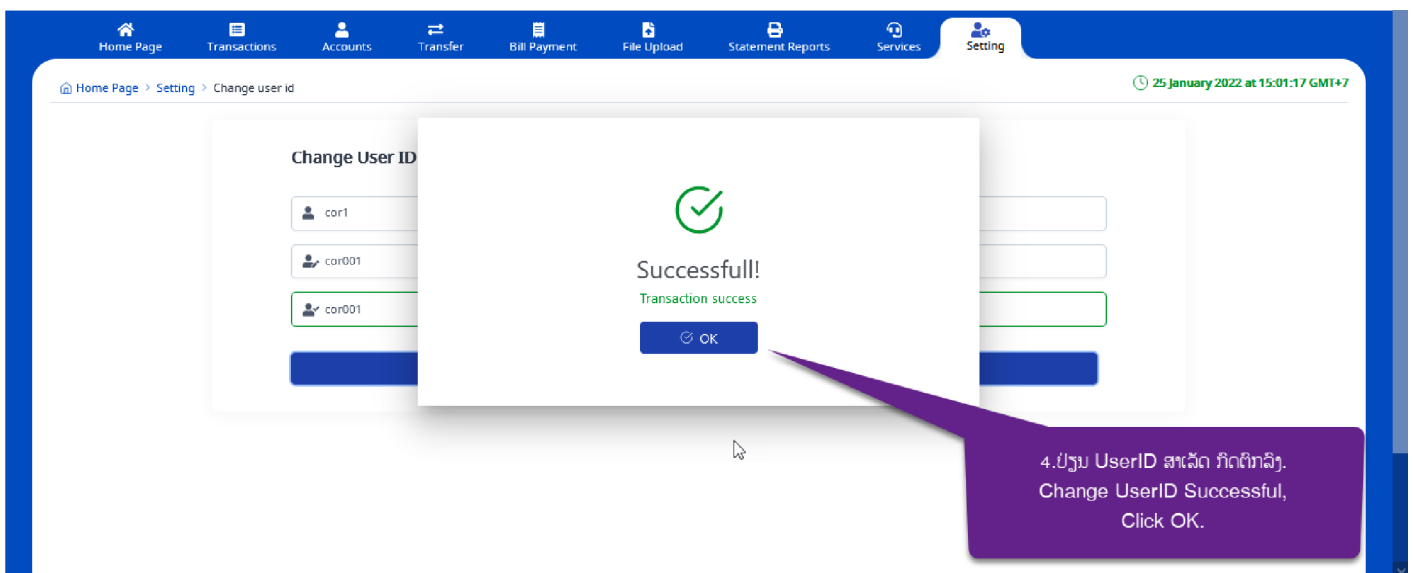 Home Page Transactions Accounts Transfer Bill Payment File Upload Statement Reports Services Setting
Home Page > Setting > Change user id
25 January 2022 at 15:01:17 GMT+7
Change User ID
cor1
cor001
cor001
Successfull!
Transaction success
OK
4.ປ່ຽນ UserID ສາເລັດ ກົດຕົກລົງ.
Change UserID Successful,
Click OK.